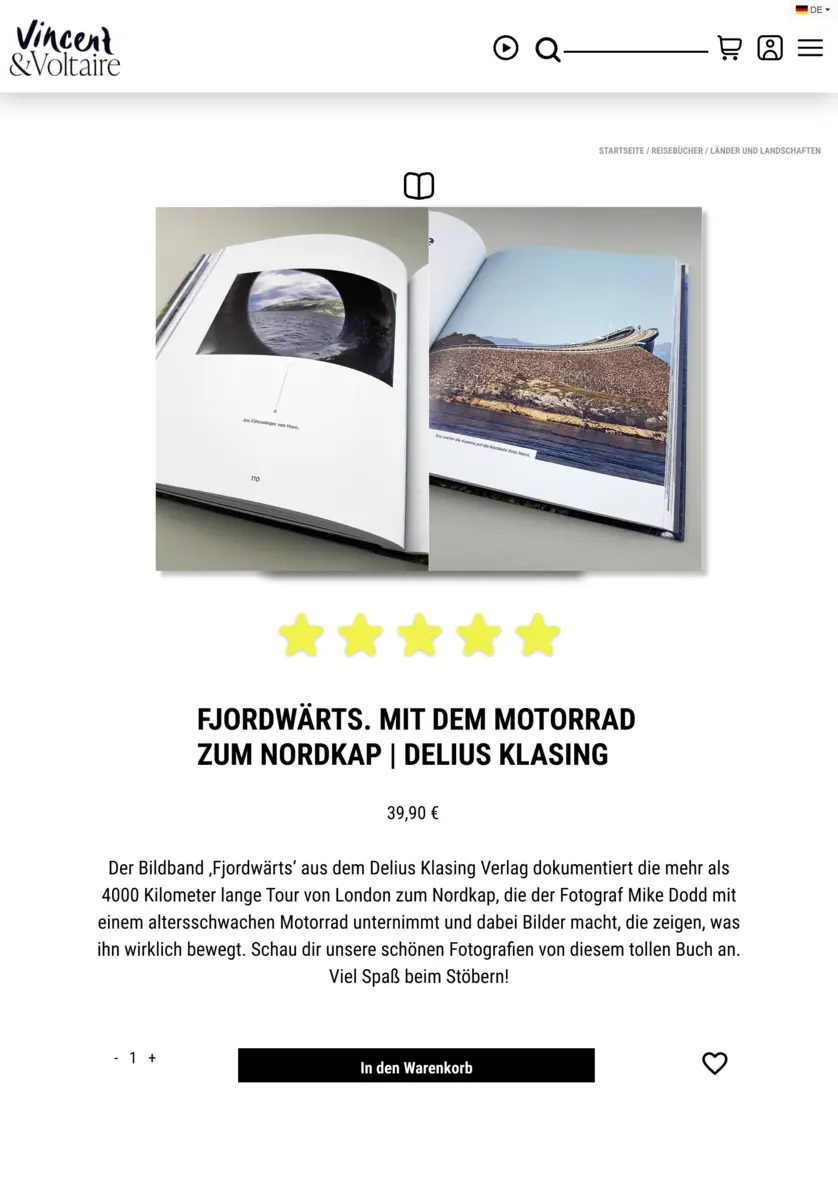 DE
Vincent
&Voltaire
STARTSEITE / REISEBÜCHER / LÄNDER UND LANDSCHAFTEN
Am Fähranleger von Horn.
110
FJORDWÄRTS. MIT DEM MOTORRAD
ZUM NORDKAP | DELIUS KLASING
39,90 €
Der Bildband ‚Fjordwärts‘ aus dem Delius Klasing Verlag dokumentiert die mehr als
4000 Kilometer lange Tour von London zum Nordkap, die der Fotograf Mike Dodd mit
einem altersschwachen Motorrad unternimmt und dabei Bilder macht, die zeigen, was
ihn wirklich bewegt. Schau dir unsere schönen Fotografien von diesem tollen Buch an.
Viel Spaß beim Stöbern!
- 1 +
In den Warenkorb